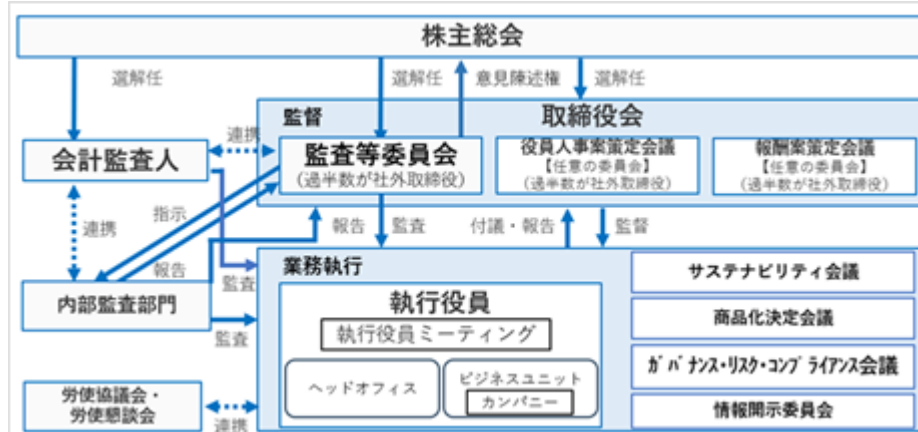 株主総会
選解任
選解任
意見陳述権
選解任
監督
取締役会
会計監査人
連携
監査等委員会
(過半数が社外取締役)
役員人事案策定会議
【任意の委員会】
(過半数が社外取締役)
報酬案策定会議
【任意の委員会】
(過半数が社外取締役)
連携
指示
報告
報告
監査
付議・報告
監督
監査
内部監査部門
監査
業務執行
執行役員
執行役員ミーティング
ヘッドオフィス
ビジネスユニット
カンパニー
サステナビリティ会議
商品化決定会議
ガバナンス・リスク・コンプライアンス会議
情報開示委員会
労使協議会・
労使懇談会
連携